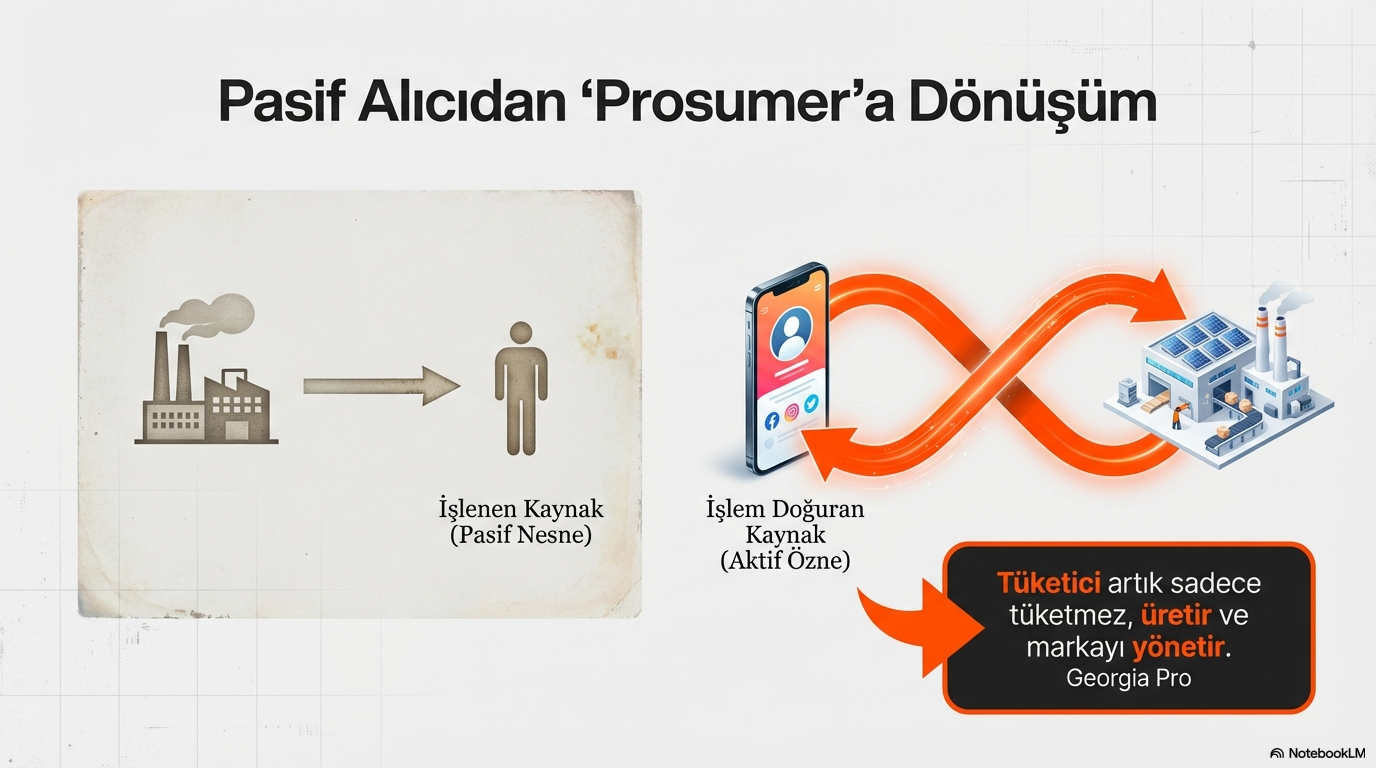 Pasif Alıcıdan ‘Prosumer’a Dönüşüm
İşlenen Kaynak
(Pasif Nesne)
İşlem Doğuran
Kaynak
(Aktif Özne)
Tüketici artık sadece
tüketmez, üretir ve
markayı yönetir.
Georgia Pro
NotebookLM